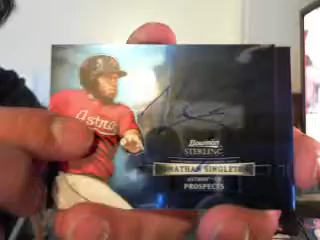 Astros
Bowman
STERLING
JONATHAN SINGLETON
PROSPECTS